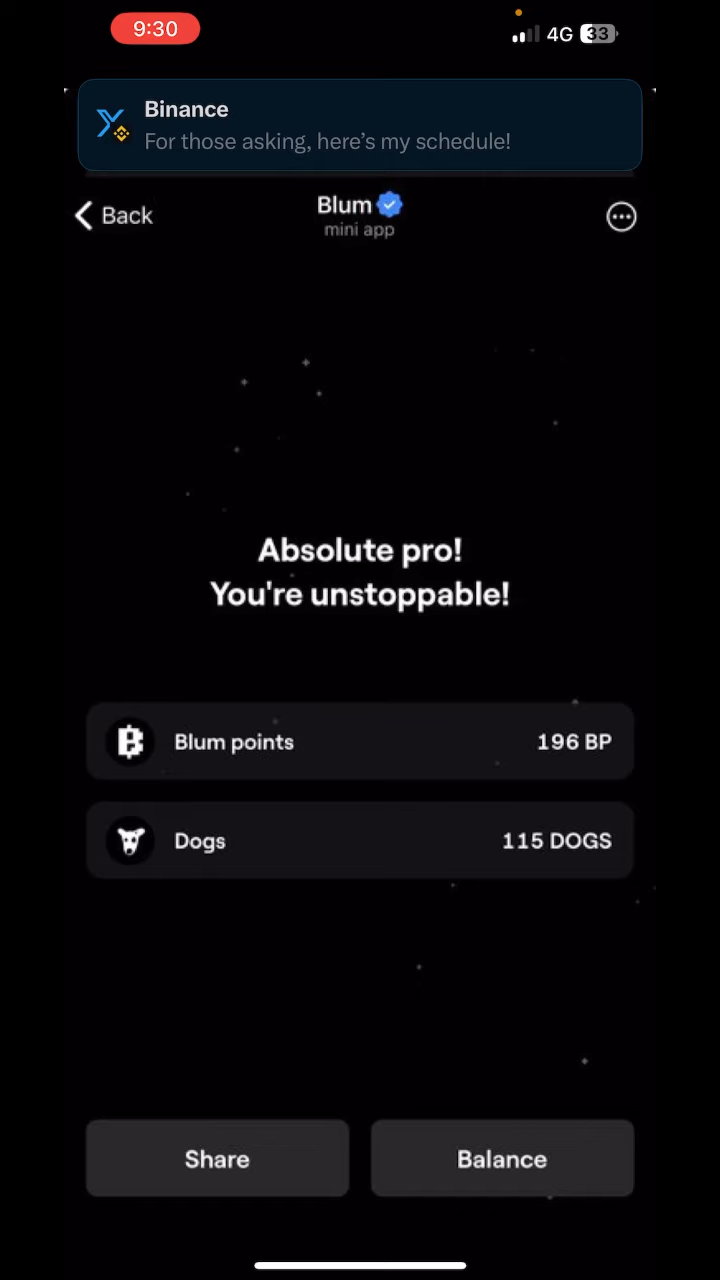 9:30
4G 33
Binance
For those asking, here's my schedule!
Back
Blum
mini app
Absolute pro!
You're unstoppable!
Blum points 196 BP
Dogs 115 DOGS
Share Balance